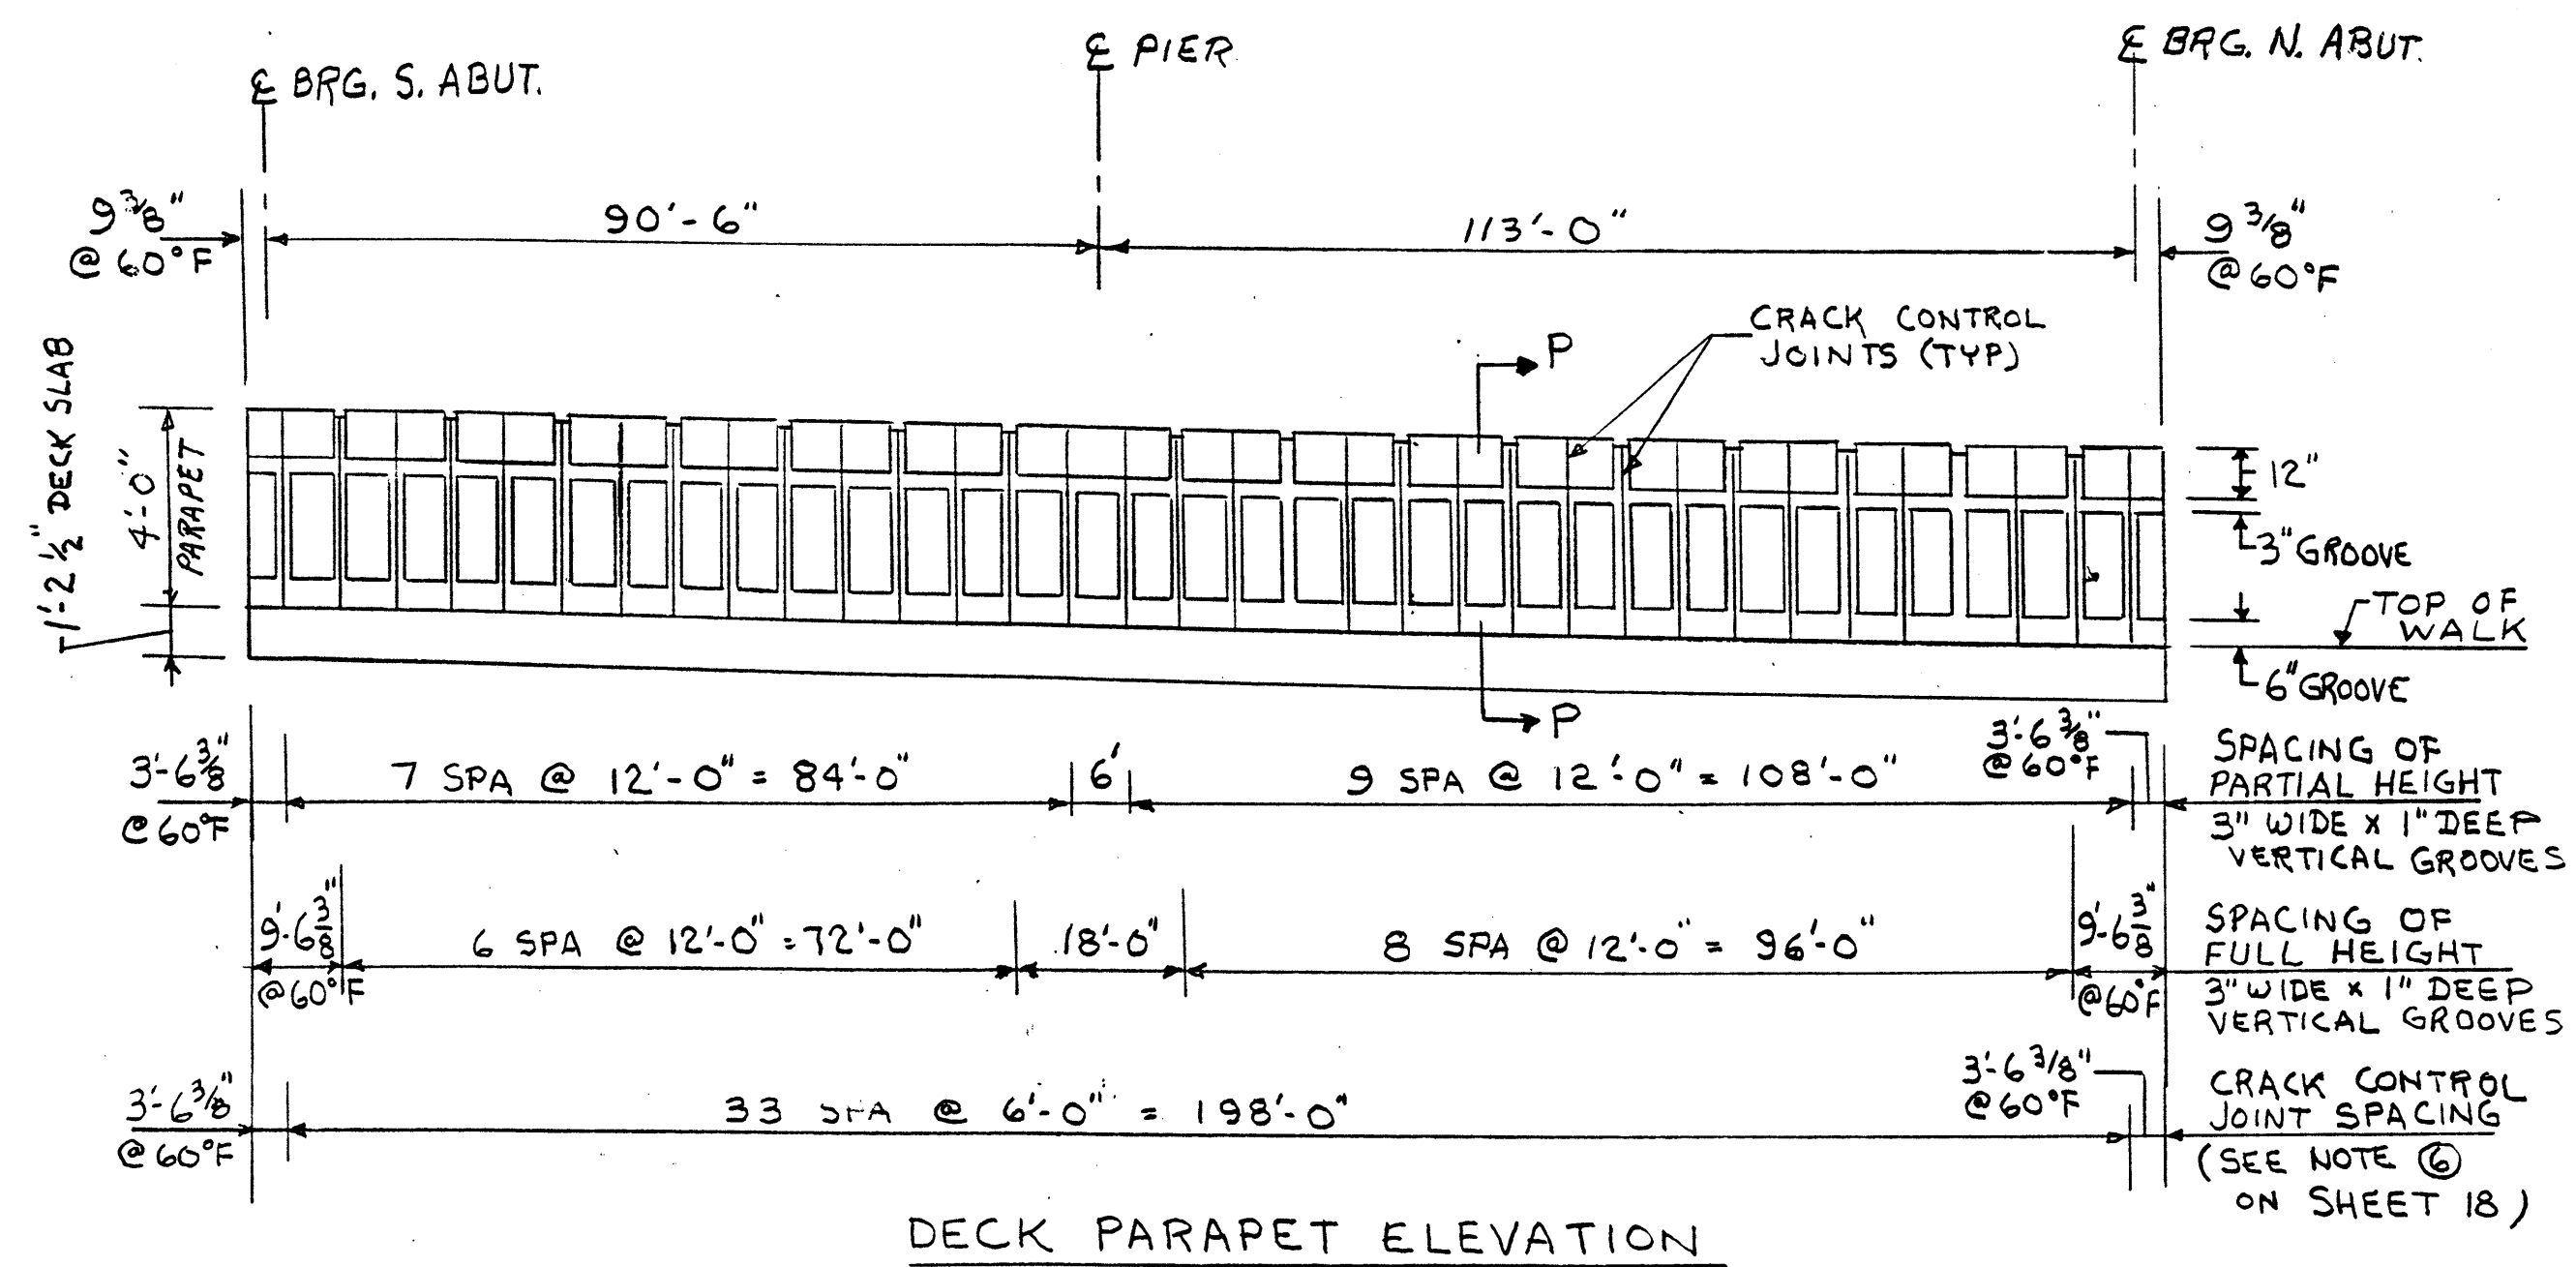 ℄ BRG. S. ABUT.
℄ PIER
℄ BRG. N. ABUT.
9 3/8"
@ 60°F
90'-6"
113'-0"
9 3/8"
@ 60°F
CRACK CONTROL
JOINTS (TYP)
P
1'-2 1/2" DECK SLAB
4'-0"
PARAPET
12"
3" GROOVE
TOP OF
WALK
6" GROOVE
P
3'-6 3/8"
@ 60°F
7 SPA @ 12'-0" = 84'-0"
6'
9 SPA @ 12'-0" = 108'-0"
3'-6 3/8"
@ 60°F
SPACING OF
PARTIAL HEIGHT
3" WIDE X 1" DEEP
VERTICAL GROOVES
9'-6 3/8"
@ 60°F
6 SPA @ 12'-0" = 72'-0"
18'-0"
8 SPA @ 12'-0" = 96'-0"
9'-6 3/8"
@ 60°F
SPACING OF
FULL HEIGHT
3" WIDE X 1" DEEP
VERTICAL GROOVES
3'-6 3/8"
@ 60°F
33 SPA @ 6'-0" = 198'-0"
3'-6 3/8"
@ 60°F
CRACK CONTROL
JOINT SPACING
(SEE NOTE ⑥
ON SHEET 18)
DECK PARAPET ELEVATION